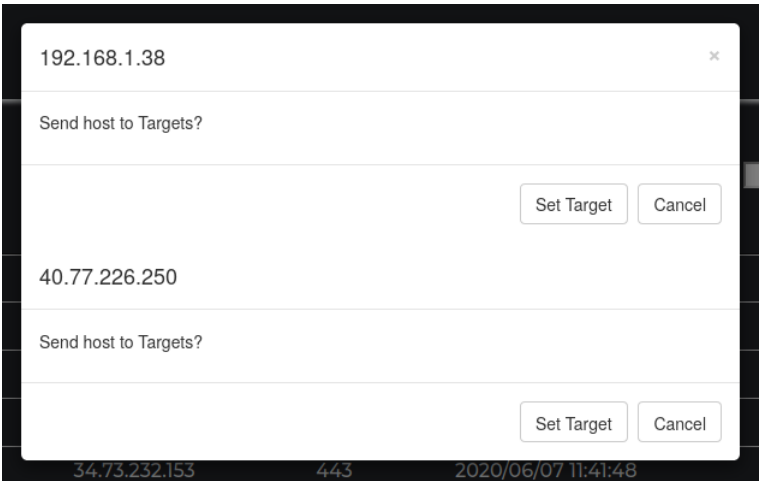 192.168.1.38 ×
Send host to Targets?
Set Target Cancel
40.77.226.250
Send host to Targets?
Set Target Cancel
34.73.232.153 443 2020/06/07 11:41:48